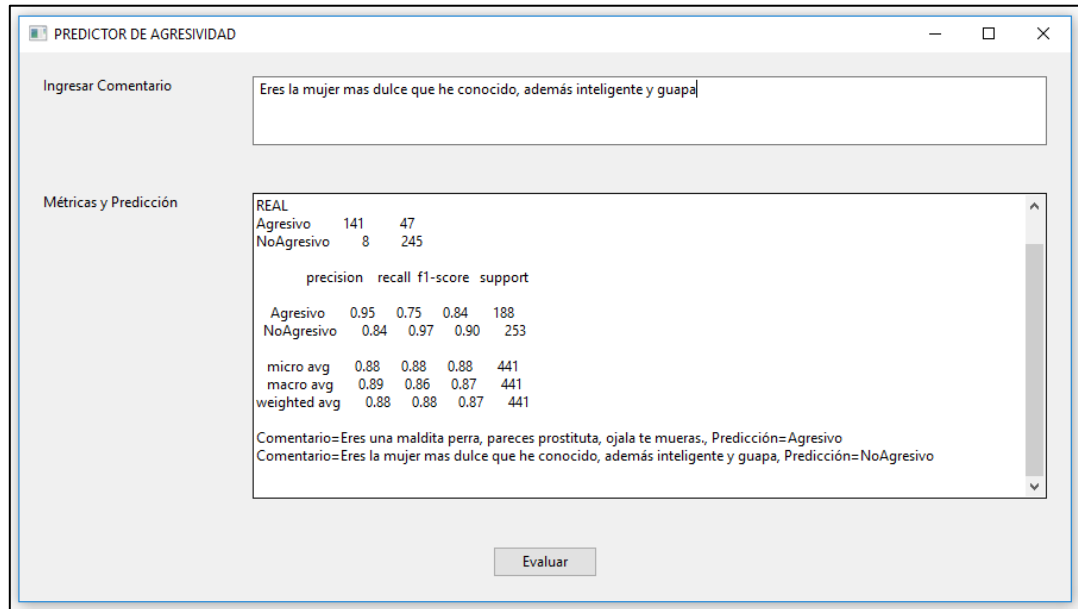 PREDICTOR DE AGRESIVIDAD
Ingresar Comentario
Eres la mujer mas dulce que he conocido, además inteligente y guapa
Métricas y Predicción
REAL
Agresivo 141 47
NoAgresivo 8 245
precision recall f1-score support
Agresivo 0.95 0.75 0.84 188
NoAgresivo 0.84 0.97 0.90 253
micro avg 0.88 0.88 0.88 441
macro avg 0.89 0.86 0.87 441
weighted avg 0.88 0.88 0.87 441
Comentario=Eres una maldita perra, pareces prostituta, ojala te mueras., Predicción=Agresivo
Comentario=Eres la mujer mas dulce que he conocido, además inteligente y guapa, Predicción=NoAgresivo
Evaluar